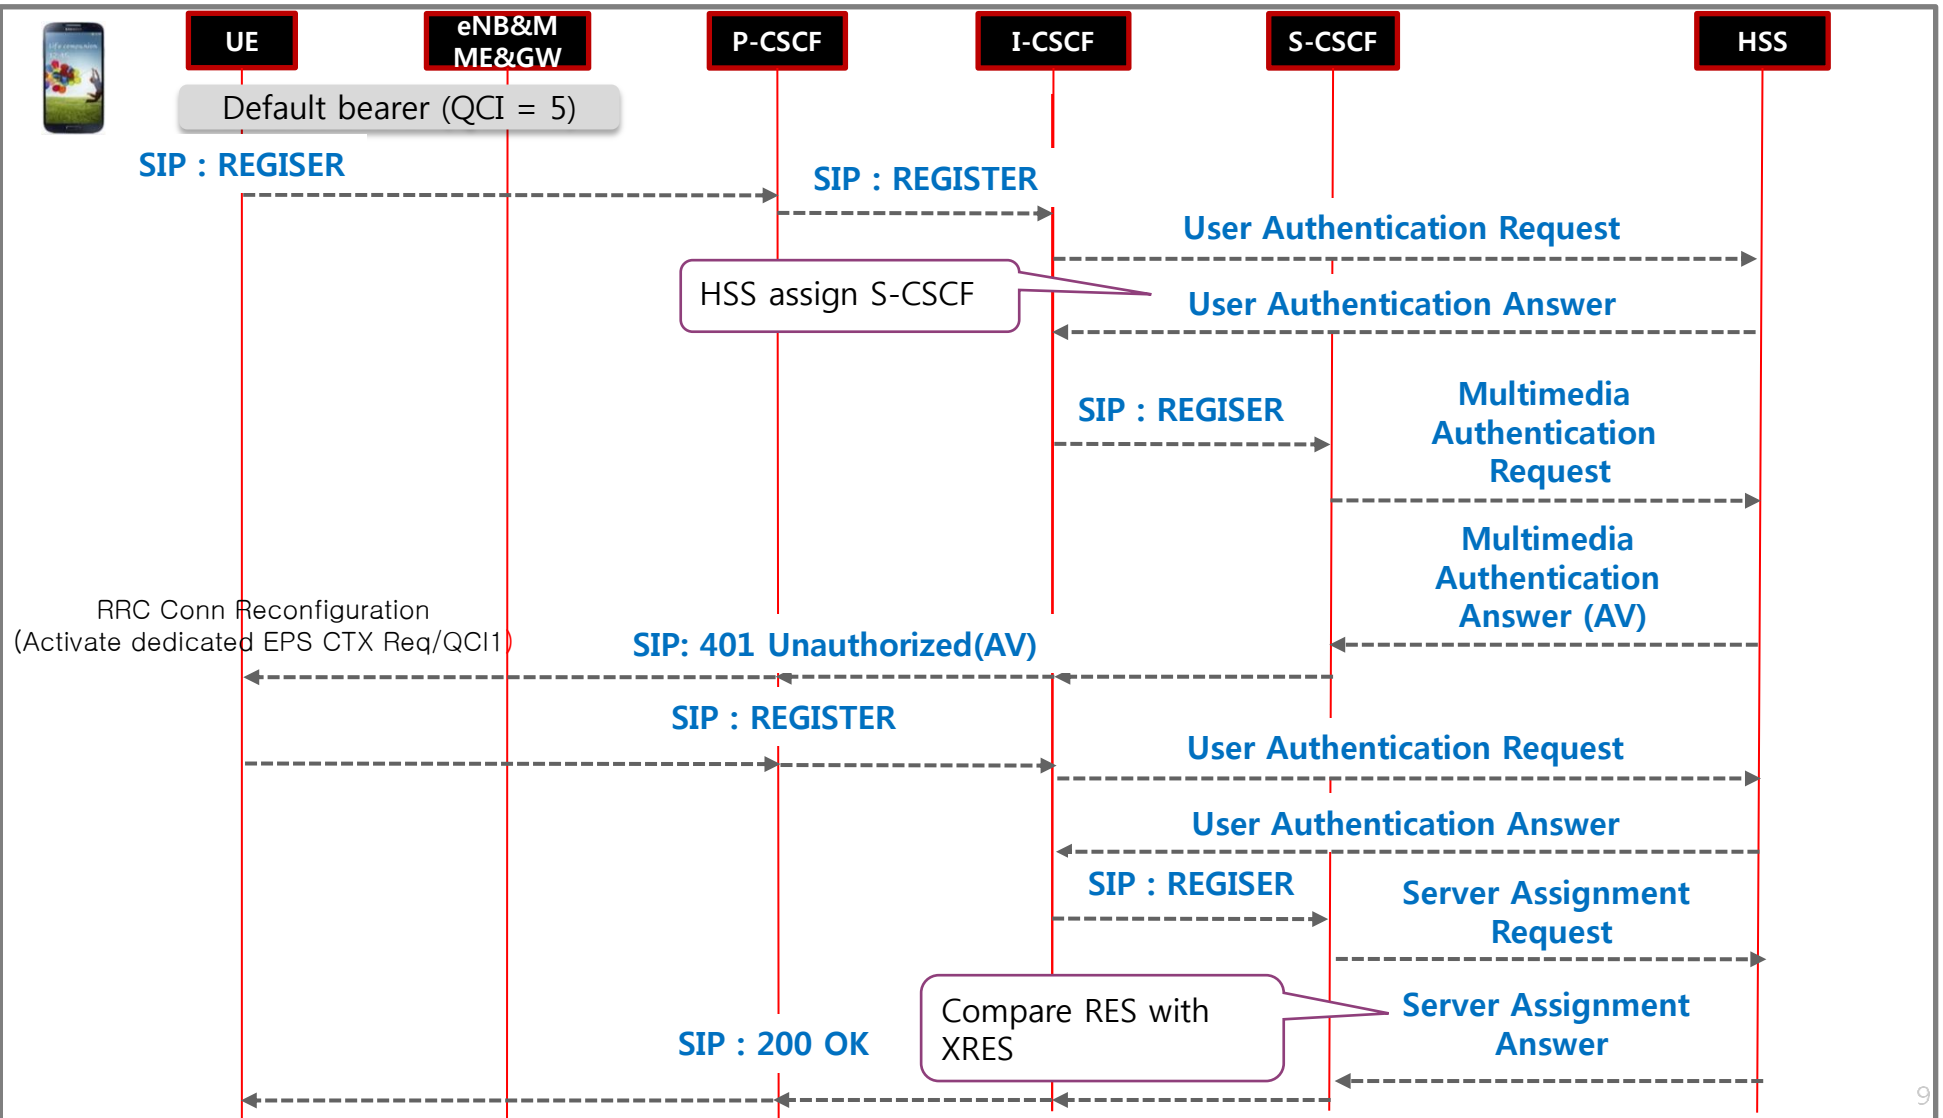 UE
eNB&M
ME&GW
P-CSCF
I-CSCF
S-CSCF
HSS
Default bearer (QCI = 5)
SIP : REGISER
SIP : REGISTER
User Authentication Request
HSS assign S-CSCF
User Authentication Answer
SIP : REGISER
Multimedia
Authentication
Request
Multimedia
Authentication
Answer (AV)
RRC Conn Reconfiguration
(Activate dedicated EPS CTX Req/QCI1)
SIP: 401 Unauthorized(AV)
SIP : REGISTER
User Authentication Request
User Authentication Answer
SIP : REGISER
Server Assignment
Request
Compare RES with
XRES
Server Assignment
Answer
SIP : 200 OK
9